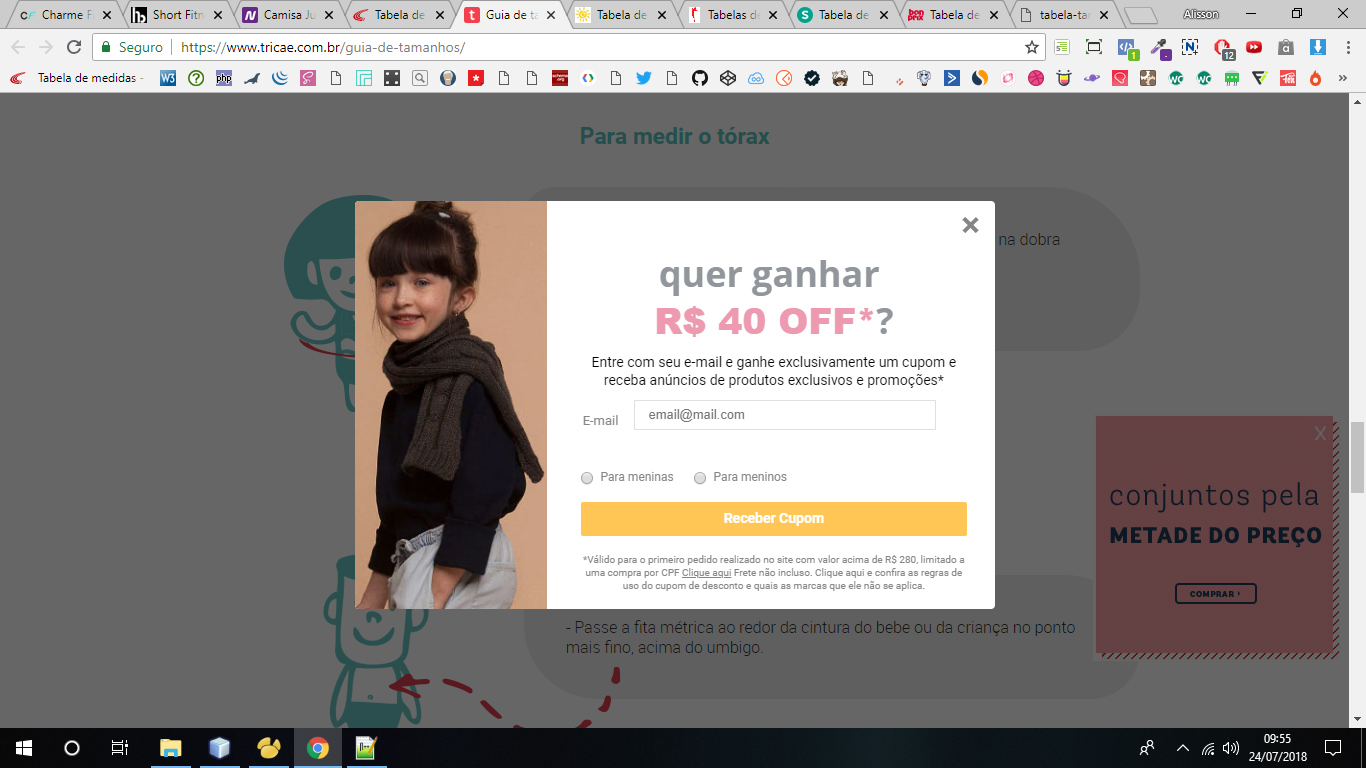 Charme F
Short Fitn
Camisa Ju
Tabela de
Guia de ta
Tabela de
Tabelas de
Tabela de
Tabela de
tabela-tar
Alisson
Seguro
https://www.tricae.com.br/guia-de-tamanhos/
Tabela de medidas -
Para medir o tórax
na dobra
quer ganhar
R$ 40 OFF*?
Entre com seu e-mail e ganhe exclusivamente um cupom e
receba anúncios de produtos exclusivos e promoções*
E-mail
email@mail.com
Para meninas
Para meninos
Receber Cupom
*Válido para o primeiro pedido realizado no site com valor acima de R$ 280, limitado a
uma compra por CPF Clique aqui Frete não incluso. Clique aqui e confira as regras de
uso do cupom de desconto e quais as marcas que ele não se aplica.
X
conjuntos pela
METADE DO PREÇO
COMPRAR ›
- Passe a fita métrica ao redor da cintura do bebe ou da criança no ponto
mais fino, acima do umbigo.
09:55
24/07/2018